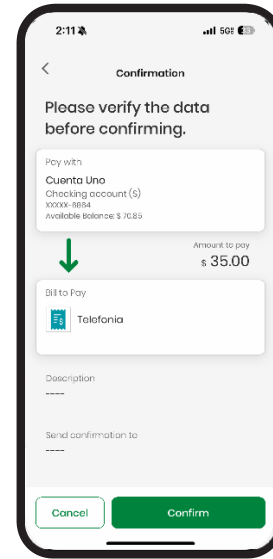 2:11
5G
Confirmation
Please verify the data
before confirming.
Pay with
Cuenta Uno
Checking account ($)
XXXXX-6864
Available Balance: $ 70.85
Amount to pay
$ 35.00
Bill to Pay
Telefonia
Description
----
Send confirmation to
----
Cancel Confirm